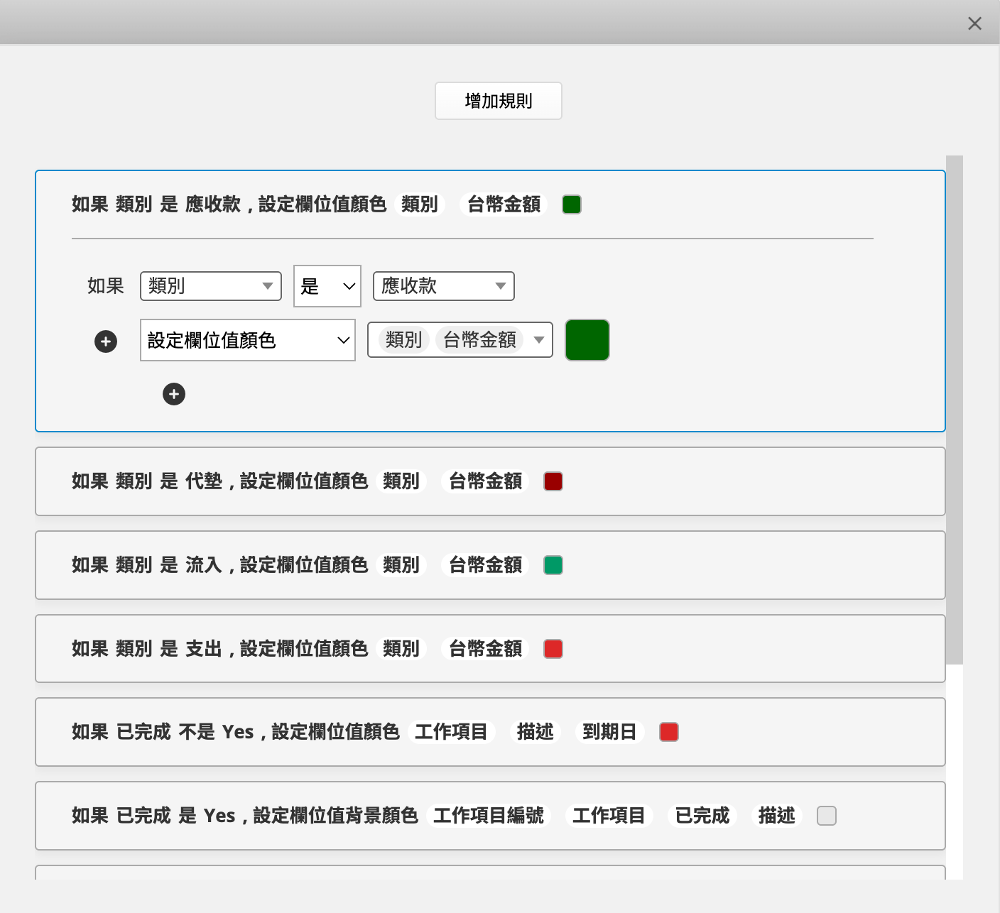 增加規則
如果 類別 是 應收款 , 設定欄位值顏色 類別 台幣金額
如果 類別 是 應收款
設定欄位值顏色 類別 台幣金額
如果 類別 是 代墊 , 設定欄位值顏色 類別 台幣金額
如果 類別 是 流入 , 設定欄位值顏色 類別 台幣金額
如果 類別 是 支出 , 設定欄位值顏色 類別 台幣金額
如果 已完成 不是 Yes , 設定欄位值顏色 工作項目 描述 到期日
如果 已完成 是 Yes , 設定欄位值背景顏色 工作項目編號 工作項目 已完成 描述